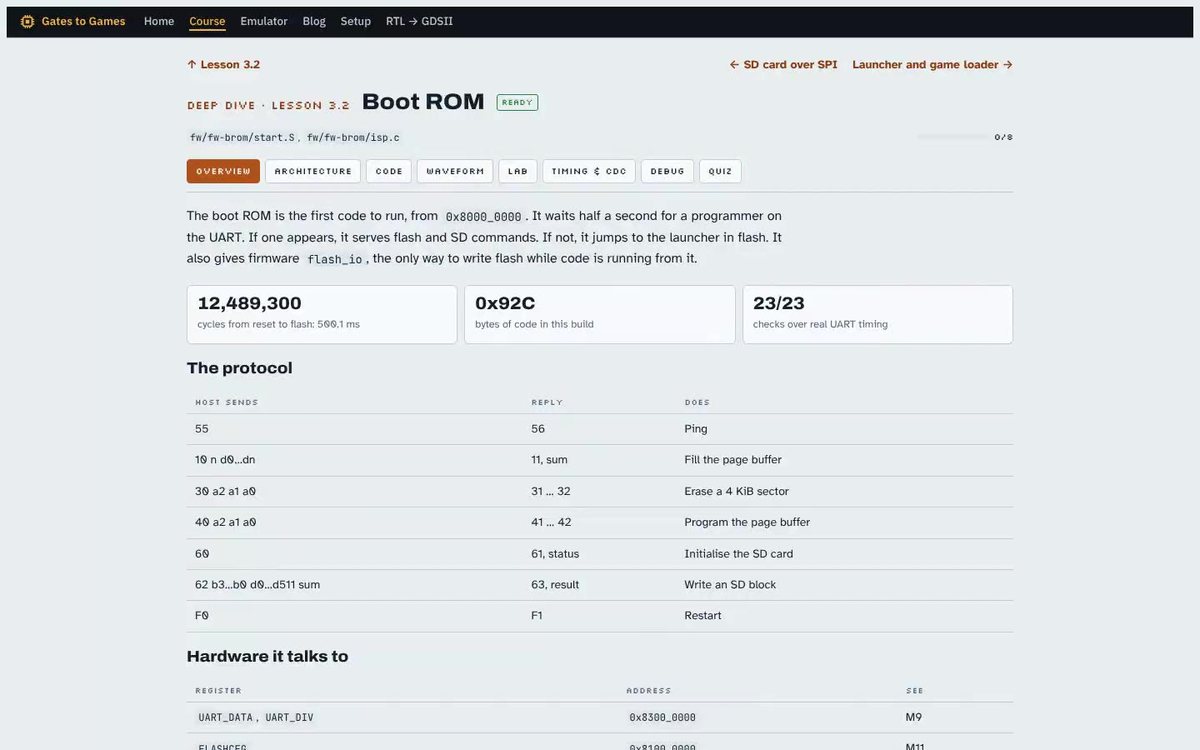 Gates to Games Home Course Emulator Blog Setup RTL → GDSII
↑ Lesson 3.2 ← SD card over SPI Launcher and game loader →
DEEP DIVE · LESSON 3.2 Boot ROM READY
fw/fw-brom/start.S, fw/fw-brom/isp.c 0/8
OVERVIEW ARCHITECTURE CODE WAVEFORM LAB TIMING & CDC DEBUG QUIZ
The boot ROM is the first code to run, from 0x8000_0000. It waits half a second for a programmer on
the UART. If one appears, it serves flash and SD commands. If not, it jumps to the launcher in flash. It
also gives firmware flash_io, the only way to write flash while code is running from it.
12,489,300 0x92C 23/23
cycles from reset to flash: 500.1 ms bytes of code in this build checks over real UART timing
The protocol
HOST SENDS REPLY DOES
55 56 Ping
10 n d0…dn 11, sum Fill the page buffer
30 a2 a1 a0 31 … 32 Erase a 4 KiB sector
40 a2 a1 a0 41 … 42 Program the page buffer
60 61, status Initialise the SD card
62 b3…b0 d0…d511 sum 63, result Write an SD block
F0 F1 Restart
Hardware it talks to
REGISTER ADDRESS SEE
UART_DATA, UART_DIV 0x8300_0000 M9
FLASHCFG 0x8100_0000 M11